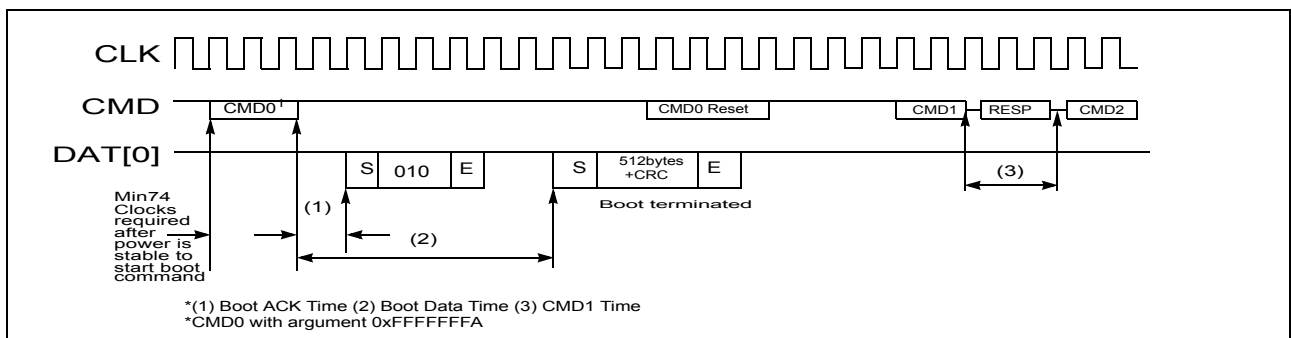 CLK
CMD
CMD0¹
CMD0 Reset
CMD1
RESP
CMD2
DAT[0]
S
010
E
S
512bytes
+CRC
E
(3)
Min74
Clocks
required
after
power is
stable to
start boot
command
(1)
(2)
Boot terminated
*(1) Boot ACK Time (2) Boot Data Time (3) CMD1 Time
*CMD0 with argument 0xFFFFFFFA